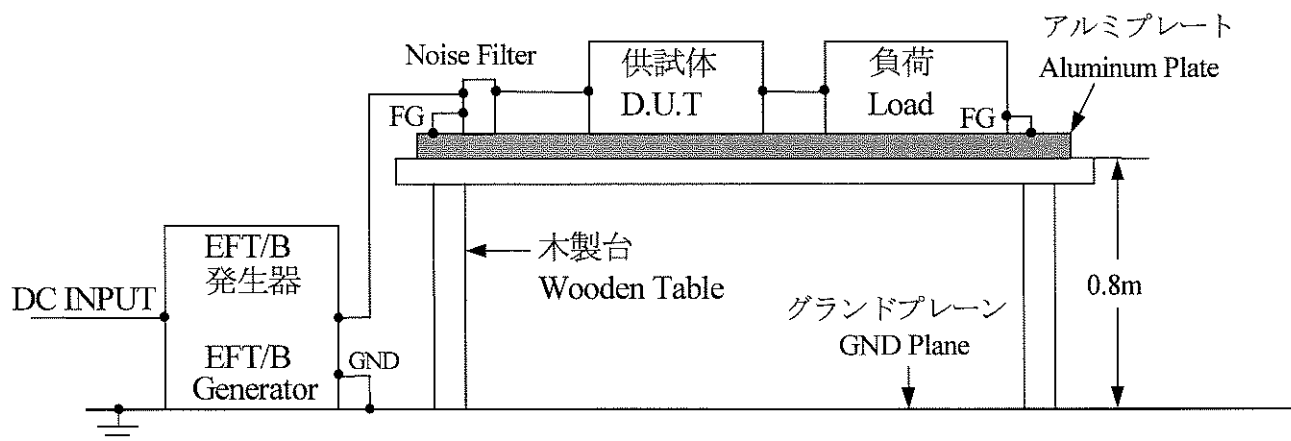 アルミプレート
Aluminum Plate
Noise Filter
供試体
D.U.T
負荷
Load
FG
FG
EFT/B
発生器
EFT/B
Generator
DC INPUT
GND
木製台
Wooden Table
グランドプレーン
GND Plane
0.8m